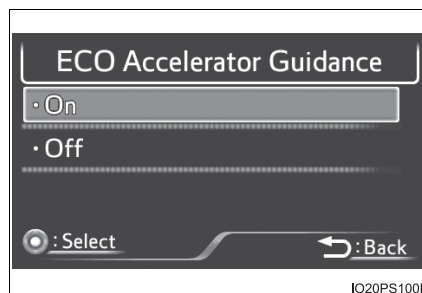 ECO Accelerator Guidance
· On
· Off
: Select
: Back
IO20PS100I